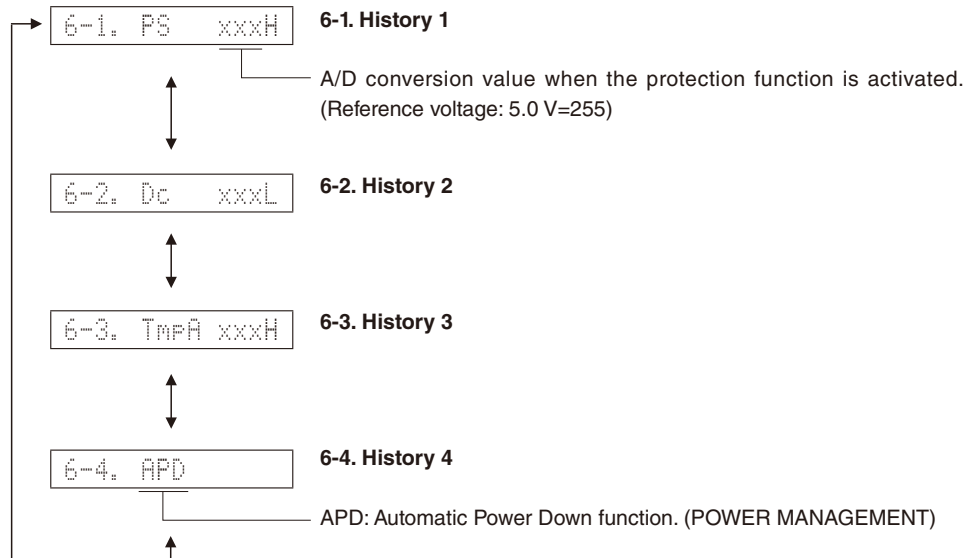 6-1. PS xxxH
6-1. History 1
A/D conversion value when the protection function is activated.
(Reference voltage: 5.0 V=255)
6-2. Dc xxxL
6-2. History 2
6-3. TmpA xxxH
6-3. History 3
6-4. APD
6-4. History 4
APD: Automatic Power Down function. (POWER MANAGEMENT)